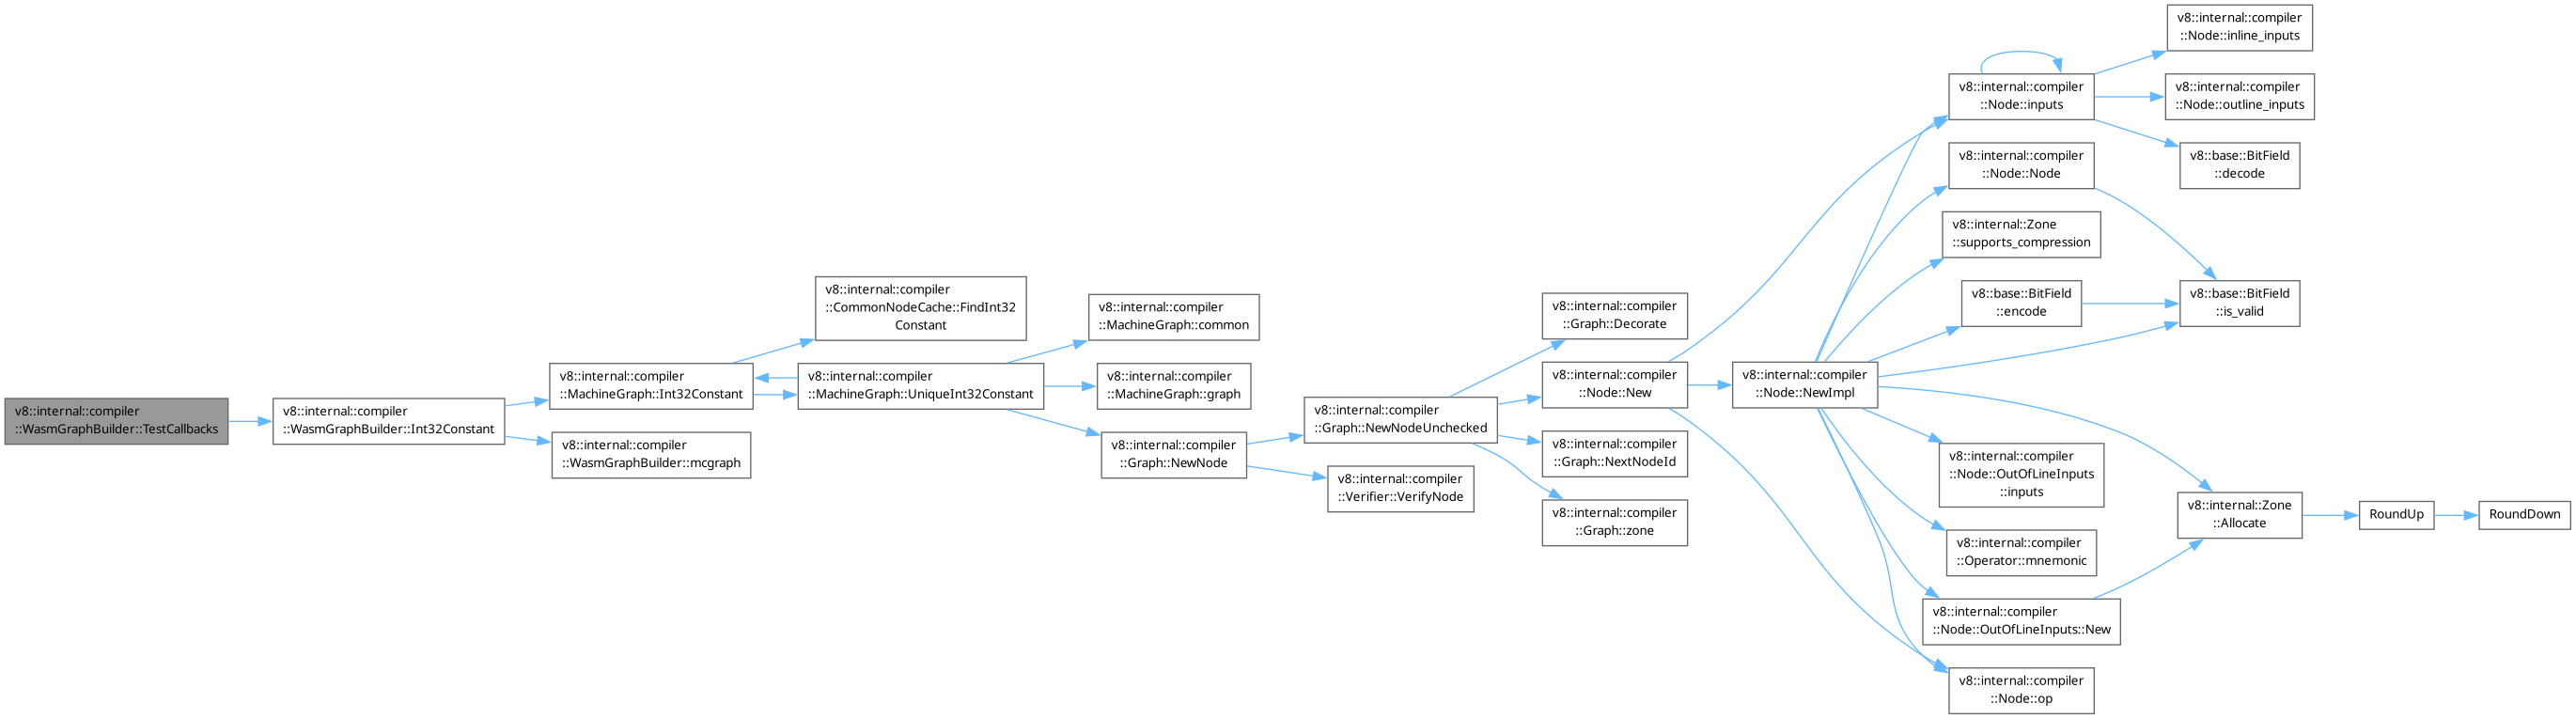 v8::internal::compiler
::WasmGraphBuilder::TestCallbacks
v8::internal::compiler
::WasmGraphBuilder::Int32Constant
v8::internal::compiler
::MachineGraph::Int32Constant
v8::internal::compiler
::WasmGraphBuilder::mcgraph
v8::internal::compiler
::CommonNodeCache::FindInt32
Constant
v8::internal::compiler
::MachineGraph::UniqueInt32Constant
v8::internal::compiler
::MachineGraph::common
v8::internal::compiler
::MachineGraph::graph
v8::internal::compiler
::Graph::NewNode
v8::internal::compiler
::Graph::NewNodeUnchecked
v8::internal::compiler
::Verifier::VerifyNode
v8::internal::compiler
::Graph::Decorate
v8::internal::compiler
::Node::New
v8::internal::compiler
::Graph::NextNodeId
v8::internal::compiler
::Graph::zone
v8::internal::compiler
::Node::NewImpl
v8::internal::compiler
::Node::inputs
v8::internal::compiler
::Node::Node
v8::internal::Zone
::supports_compression
v8::base::BitField
::encode
v8::internal::compiler
::Node::OutOfLineInputs
::inputs
v8::internal::compiler
::Operator::mnemonic
v8::internal::compiler
::Node::OutOfLineInputs::New
v8::internal::compiler
::Node::op
v8::internal::compiler
::Node::inline_inputs
v8::internal::compiler
::Node::outline_inputs
v8::base::BitField
::decode
v8::base::BitField
::is_valid
v8::internal::Zone
::Allocate
RoundUp
RoundDown